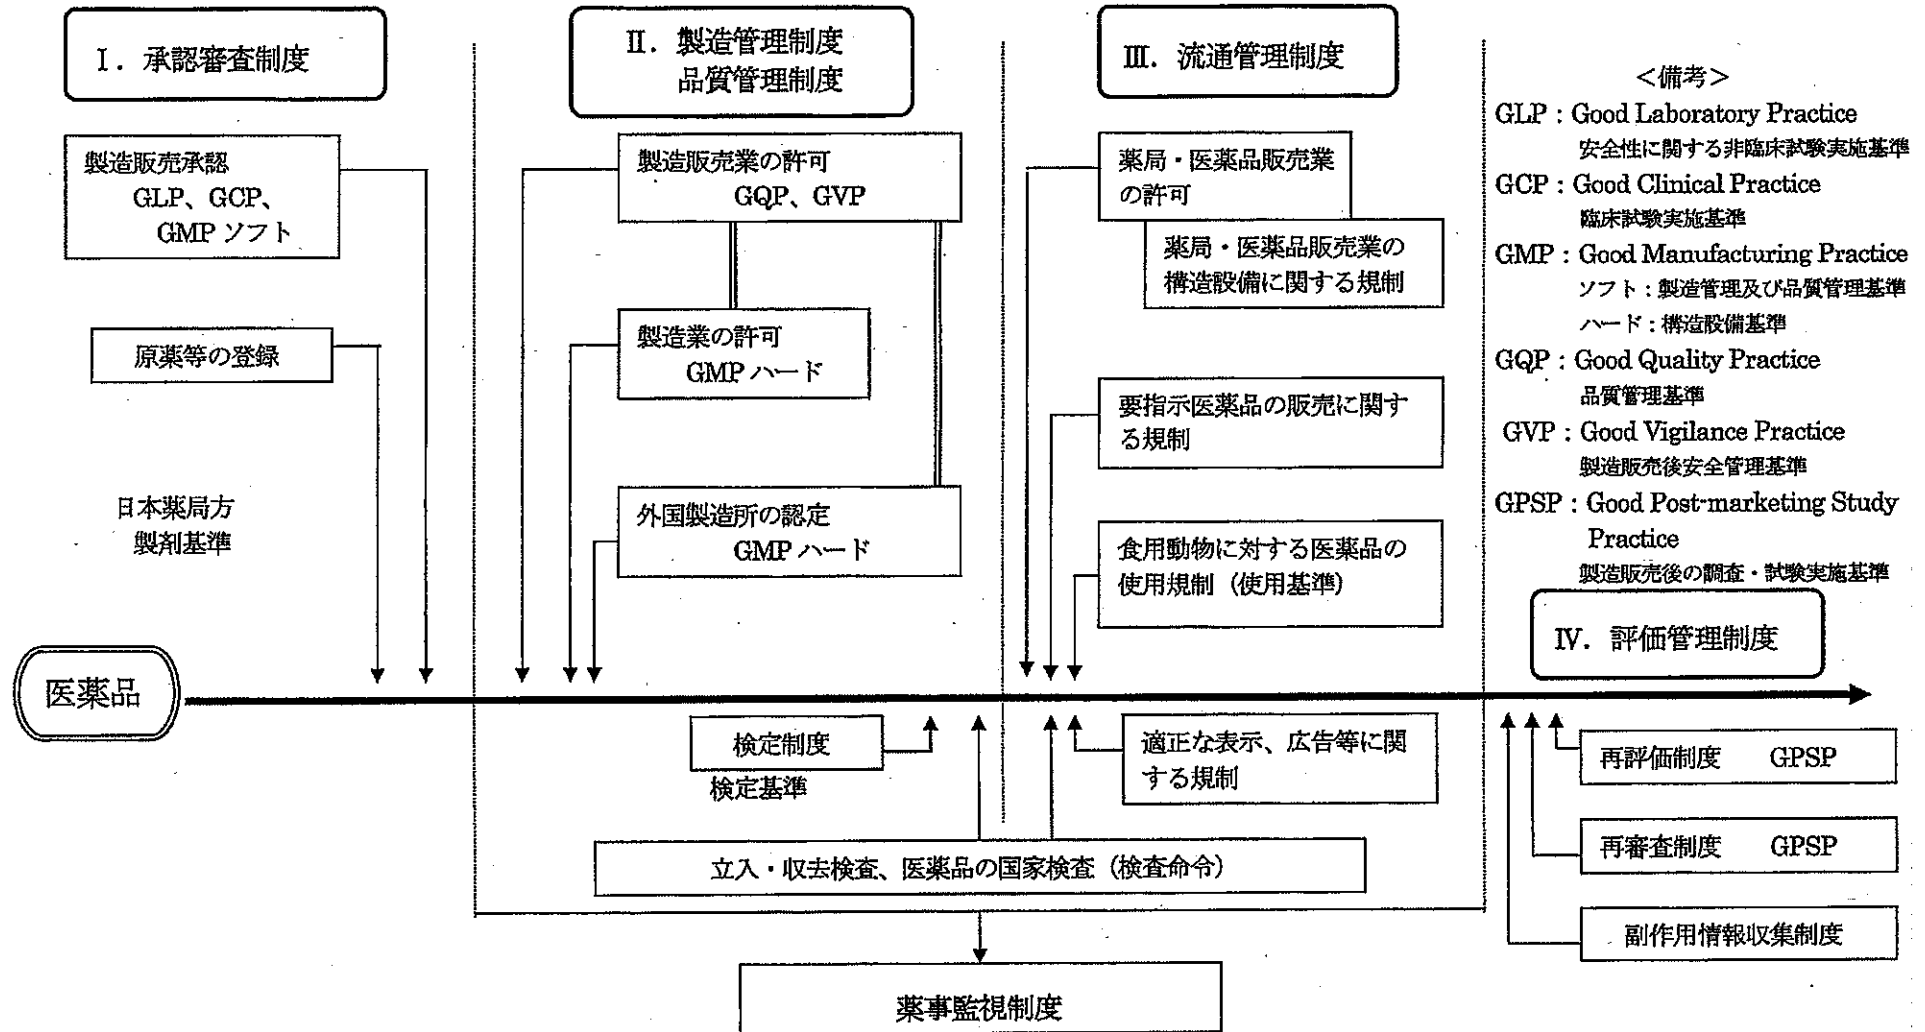 Ⅰ．承認審査制度
製造販売承認
GLP、GCP、
GMP ソフト
原薬等の登録
日本薬局方
製剤基準
医薬品
Ⅱ．製造管理制度
品質管理制度
製造販売業の許可
GQP、GVP
製造業の許可
GMP ハード
外国製造所の認定
GMP ハード
検定制度
検定基準
Ⅲ．流通管理制度
薬局・医薬品販売業
の許可
薬局・医薬品販売業の
構造設備に関する規制
要指示医薬品の販売に関す
る規制
食用動物に対する医薬品の
使用規制（使用基準）
適正な表示、広告等に関
する規制
立入・収去検査、医薬品の国家検査（検査命令）
薬事監視制度
＜備考＞
GLP：Good Laboratory Practice
安全性に関する非臨床試験実施基準
GCP：Good Clinical Practice
臨床試験実施基準
GMP：Good Manufacturing Practice
ソフト：製造管理及び品質管理基準
ハード：構造設備基準
GQP：Good Quality Practice
品質管理基準
GVP：Good Vigilance Practice
製造販売後安全管理基準
GPSP：Good Post-marketing Study
Practice
製造販売後の調査・試験実施基準
Ⅳ．評価管理制度
再評価制度　GPSP
再審査制度　GPSP
副作用情報収集制度